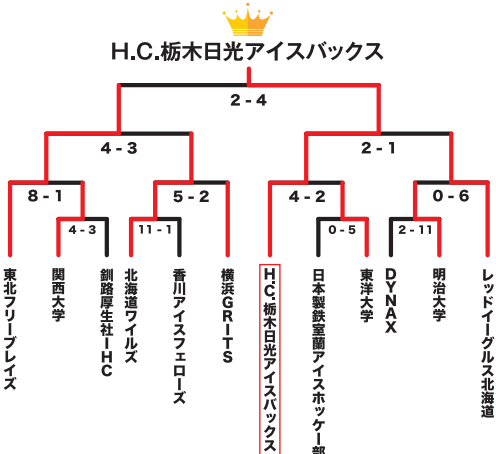 H.C.栃木日光アイスバックス
2 - 4
4 - 3
2 - 1
8 - 1
5 - 2
4 - 2
0 - 6
4 - 3
11 - 1
0 - 5
2 - 11
東北フリーブレイズ
関西大学
釧路厚生社IHC
北海道ワイルズ
香川アイスフェローズ
横浜GRITS
H.C.栃木日光アイスバックス
日本製鉄室蘭アイスホッケー部
東洋大学
DYNAX
明治大学
レッドイーグルス北海道